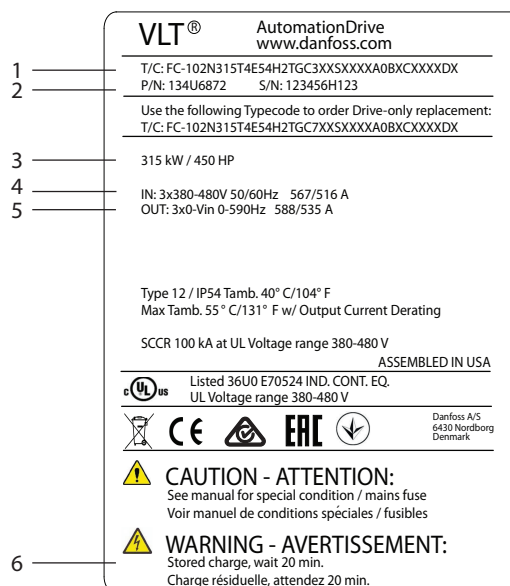 VLT® AutomationDrive
www.danfoss.com
1 T/C: FC-102N315T4E54H2TGC3XXSXXXXA0BXCXXXXDX
2 P/N: 134U6872 S/N: 123456H123
Use the following Typecode to order Drive-only replacement:
T/C: FC-102N315T4E54H2TGC7XXSXXXXA0BXCXXXXDX
3 315 kW / 450 HP
4 IN: 3x380-480V 50/60Hz 567/516 A
5 OUT: 3x0-Vin 0-590Hz 588/535 A
Type 12 / IP54 Tamb. 40° C/104° F
Max Tamb. 55° C/131° F w/ Output Current Derating
SCCR 100 kA at UL Voltage range 380-480 V
ASSEMBLED IN USA
c UL us Listed 36U0 E70524 IND. CONT. EQ.
UL Voltage range 380-480 V
CE EAC
Danfoss A/S
6430 Nordborg
Denmark
CAUTION - ATTENTION:
See manual for special condition / mains fuse
Voir manuel de conditions spéciales / fusibles
WARNING - AVERTISSEMENT:
6 Stored charge, wait 20 min.
Charge résiduelle, attendez 20 min.